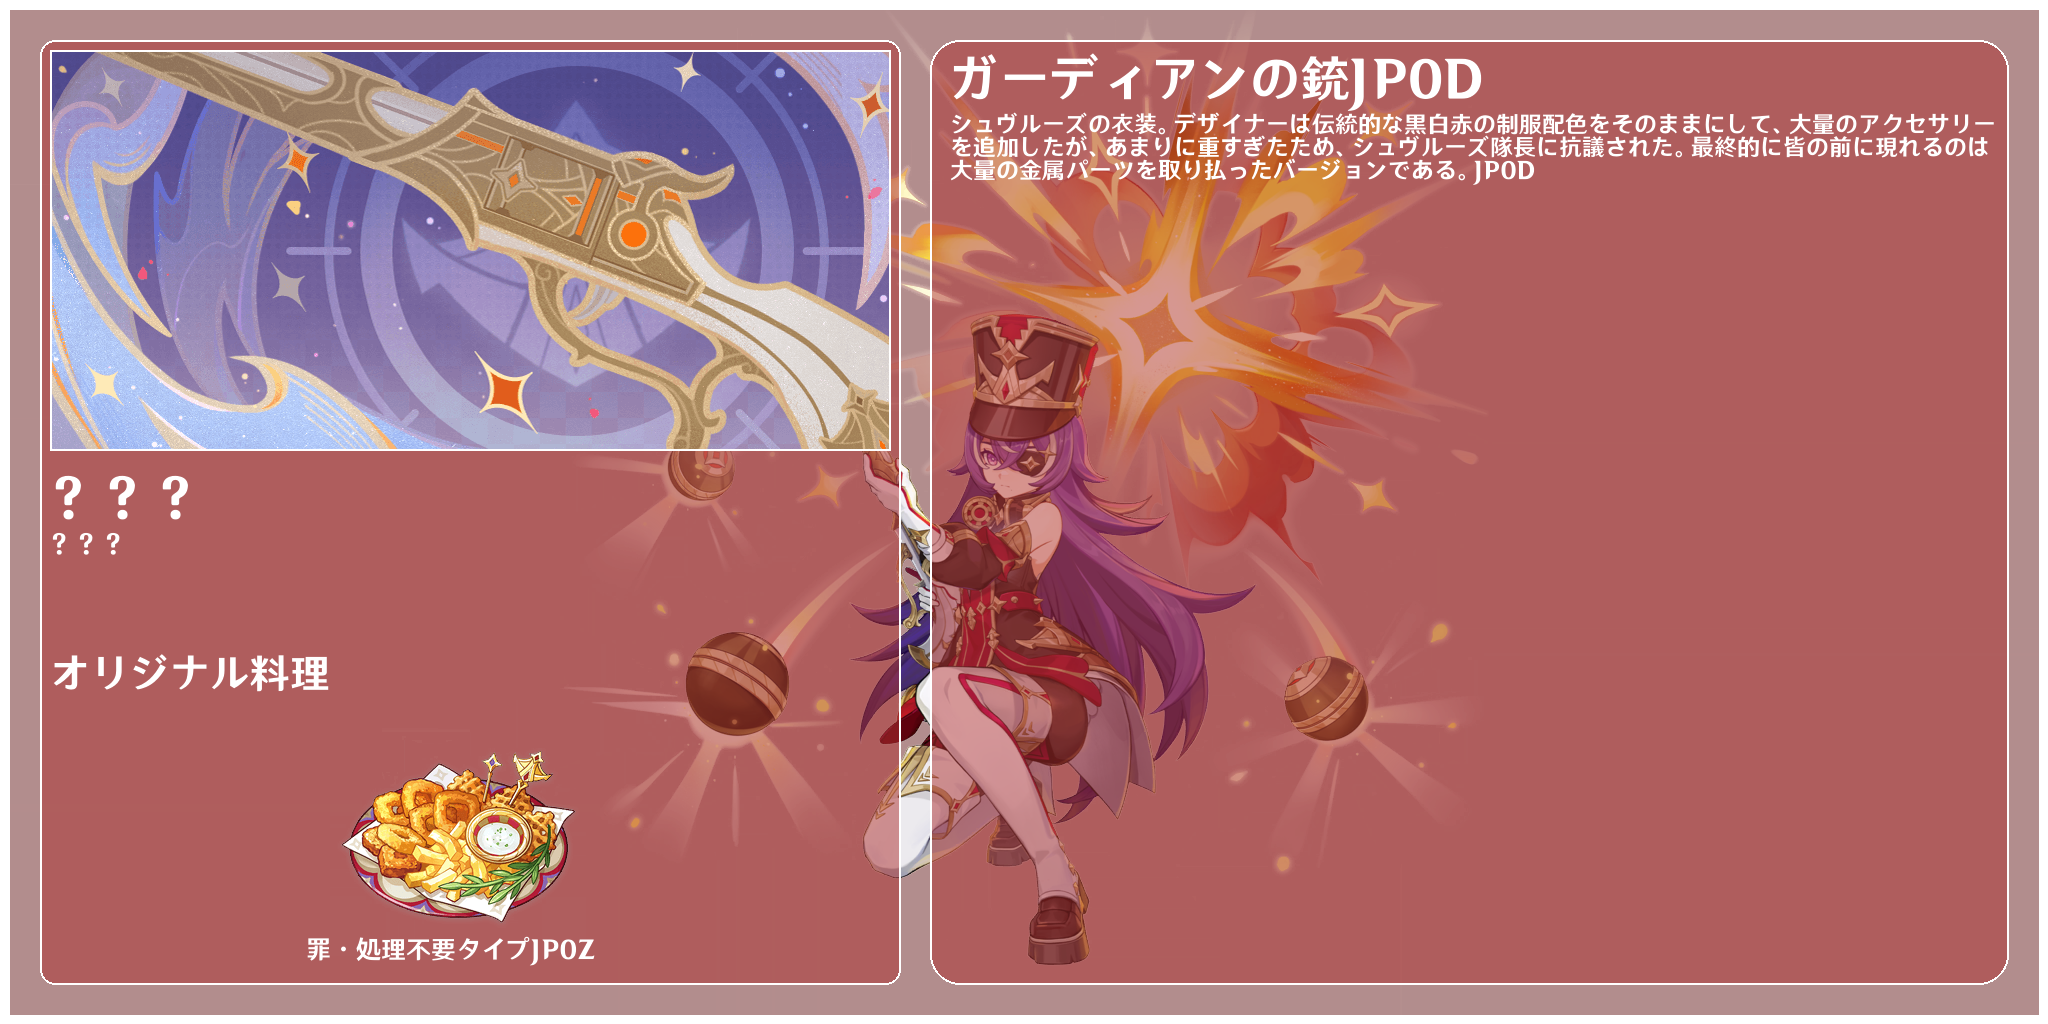 ？？？
？？？
オリジナル料理
罪・処理不要タイプJP0Z
ガーディアンの銃JP0D
シュヴルーズの衣装。デザイナーは伝統的な黒白赤の制服配色をそのままにして、大量のアクセサリー
を追加したが、あまりに重すぎたため、シュヴルーズ隊長に抗議された。最終的に皆の前に現れるのは
大量の金属パーツを取り払ったバージョンである。JP0D